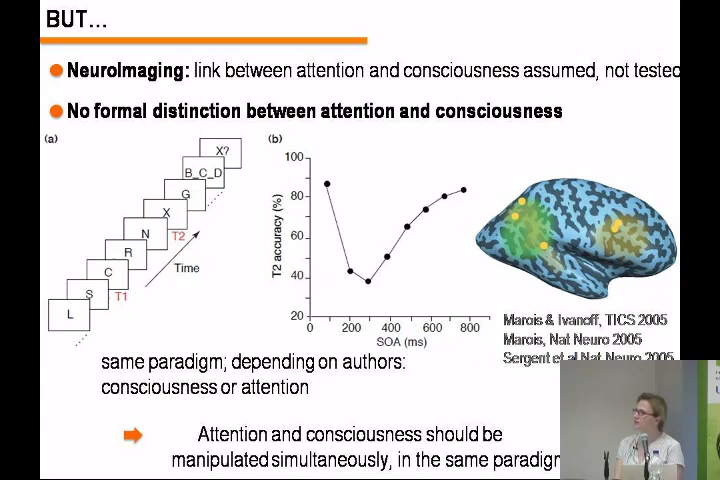 BUT...
NeuroImaging: link between attention and consciousness assumed, not tested
No formal distinction between attention and consciousness
(a)
(b)
X?
B_C_D
G
X
T2
N
R
C
T1
S
L
Time
T2 accuracy (%)
100
80
60
40
20
0 200 400 600 800
SOA (ms)
Marois & Ivanoff, TICS 2005
Marois, Nat Neuro 2005
Sergent et al Nat Neuro 2005
same paradigm; depending on authors:
consciousness or attention
Attention and consciousness should be
manipulated simultaneously, in the same paradigm